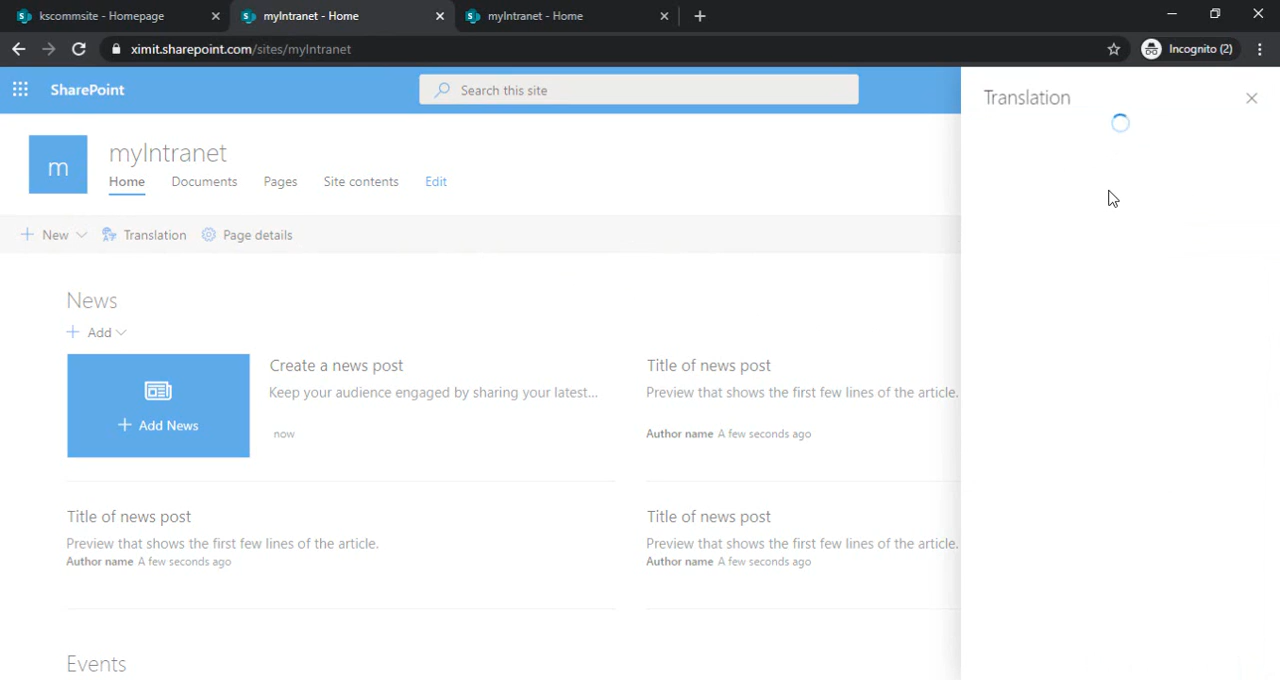 kscommsite - Homepage
myIntranet - Home
myIntranet - Home
ximit.sharepoint.com/sites/myIntranet
Incognito (2)
SharePoint
Search this site
Translation
m
myIntranet
Home Documents Pages Site contents Edit
New Translation Page details
News
Add
Add News
Create a news post
Keep your audience engaged by sharing your latest...
now
Title of news post
Preview that shows the first few lines of the article.
Author name A few seconds ago
Title of news post
Preview that shows the first few lines of the article.
Author name A few seconds ago
Title of news post
Preview that shows the first few lines of the article.
Author name A few seconds ago
Events